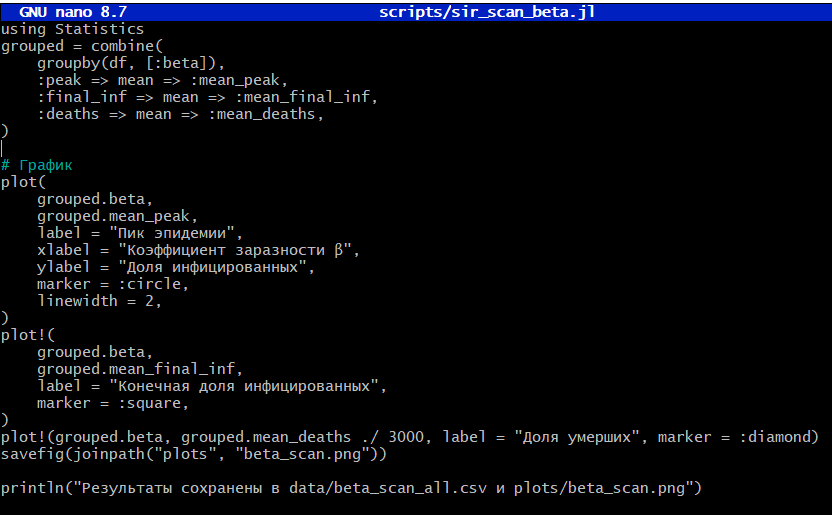 GNU nano 8.7 scripts/sir_scan_beta.jl
using Statistics
grouped = combine(
    groupby(df, [:beta]),
    :peak => mean => :mean_peak,
    :final_inf => mean => :mean_final_inf,
    :deaths => mean => :mean_deaths,
)
# График
plot(
    grouped.beta,
    grouped.mean_peak,
    label = "Пик эпидемии",
    xlabel = "Коэффициент заразности β",
    ylabel = "Доля инфицированных",
    marker = :circle,
    linewidth = 2,
)
plot!(
    grouped.beta,
    grouped.mean_final_inf,
    label = "Конечная доля инфицированных",
    marker = :square,
)
plot!(grouped.beta, grouped.mean_deaths ./ 3000, label = "Доля умерших", marker = :diamond)
savefig(joinpath("plots", "beta_scan.png"))
println("Результаты сохранены в data/beta_scan_all.csv и plots/beta_scan.png")